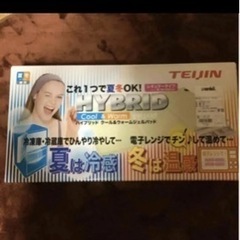 これ1つで夏冬OK!
TEIJIN
HYBRID
Cool & Warm
ハイブリッド クール&ウォームジェルパッド
冷凍庫・冷蔵庫でひんやり冷やして…
電子レンジでチン♪して温めて…
夏は冷感
冬は温感